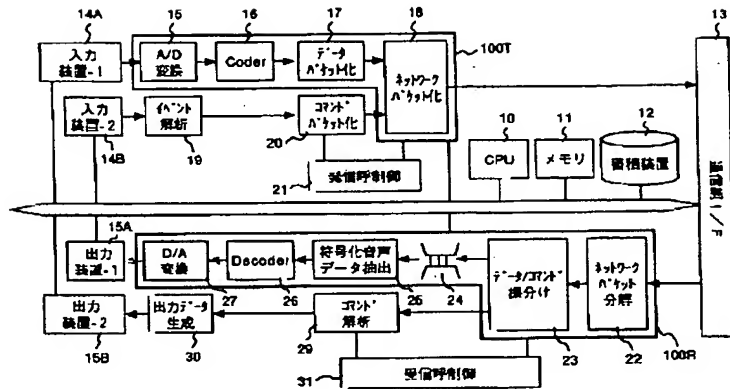 14A
15
16
17
18
13
入力
装置-1
A/D
変換
Coder
データ
パケット化
ネットワーク
パケット化
100T
入力
装置-2
14B
イベント
解析
19
コマンド
パケット化
20
発信呼制御
21
10
CPU
11
メモリ
12
蓄積装置
通信網I/F
15A
出力
装置-1
D/A
変換
27
Decoder
26
符号化音声
データ抽出
25
24
データ/コマンド
振分け
23
ネットワーク
パケット分解
22
100R
出力
装置-2
15B
出力データ
生成
30
コマンド
解析
29
受信呼制御
31